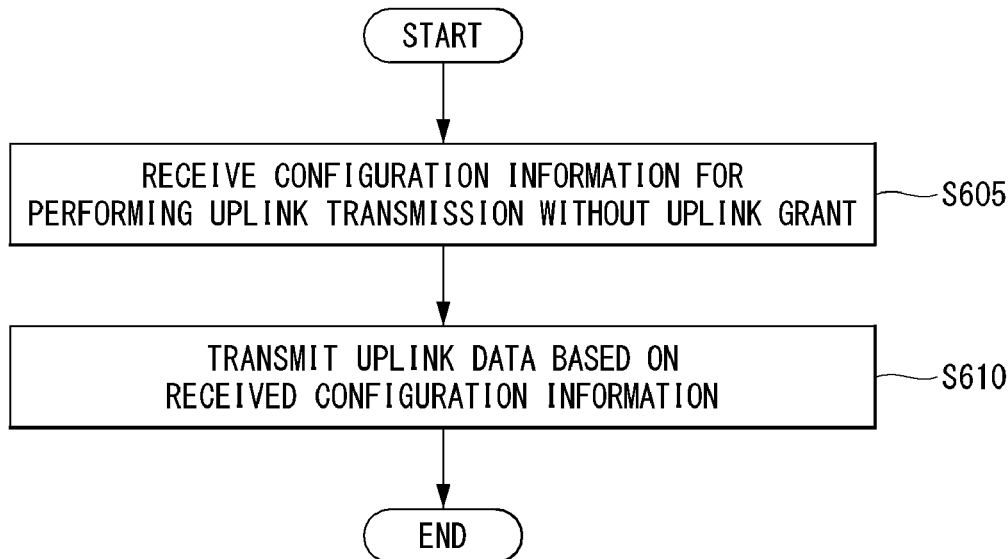 START
RECEIVE CONFIGURATION INFORMATION FOR
PERFORMING UPLINK TRANSMISSION WITHOUT UPLINK GRANT
S605
TRANSMIT UPLINK DATA BASED ON
RECEIVED CONFIGURATION INFORMATION
S610
END